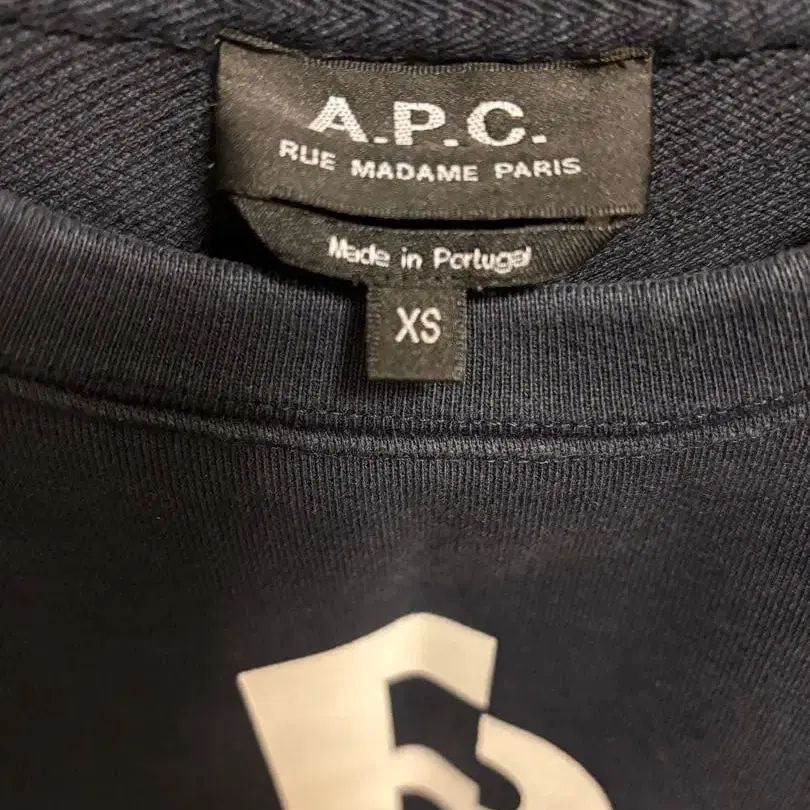 A.P.C.
RUE MADAME PARIS
Made in Portugal
XS